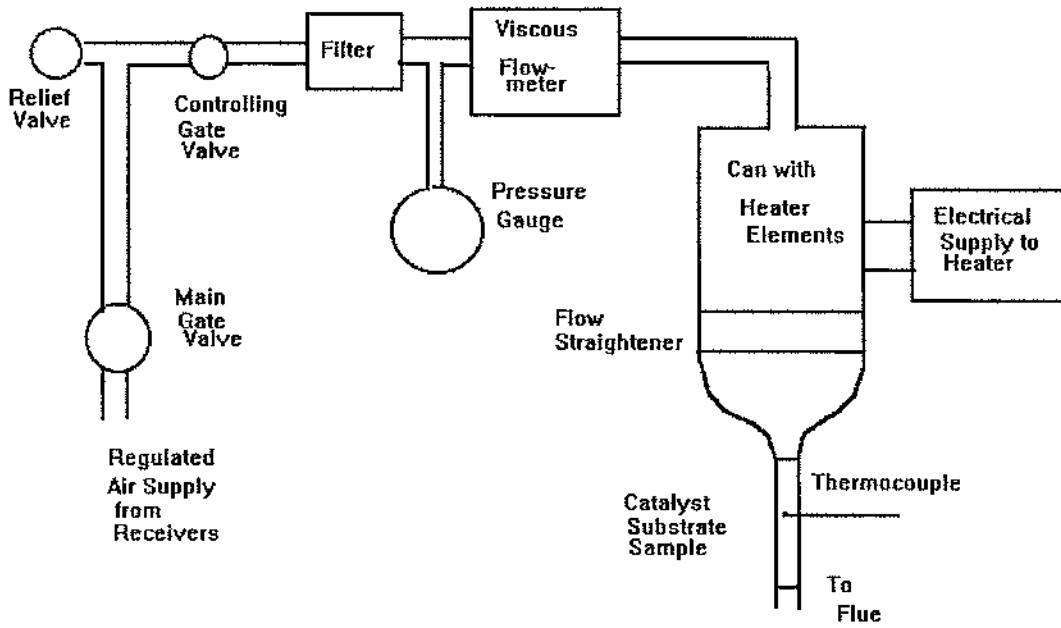 Relief
Valve
Controlling
Gate
Valve
Filter
Viscous
Flow-
meter
Pressure
Gauge
Can with
Heater
Elements
Electrical
Supply to
Heater
Main
Gate
Valve
Flow
Straightener
Regulated
Air Supply
from
Receivers
Thermocouple
Catalyst
Substrate
Sample
To
Flue